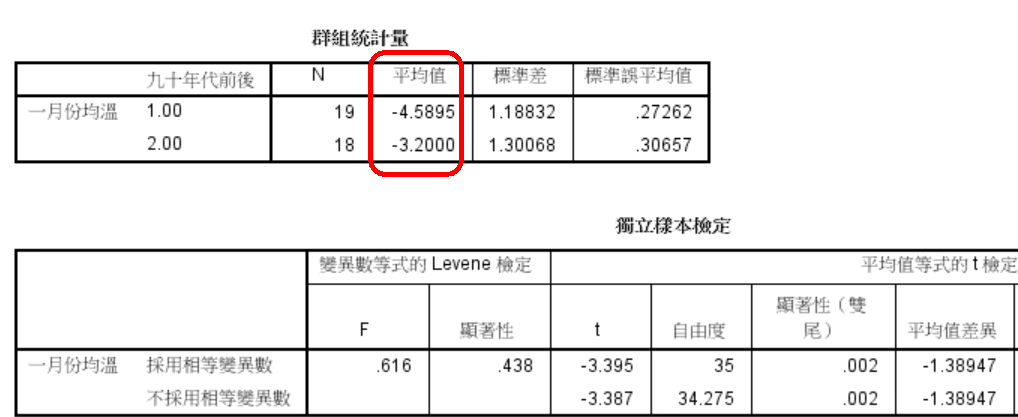 群組統計量
九十年代前後 N 平均值 標準差 標準誤平均值
一月份均溫 1.00 19 -4.5895 1.18832 .27262
2.00 18 -3.2000 1.30068 .30657
獨立樣本檢定
變異數等式的 Levene 檢定 平均值等式的 t 檢定
F 顯著性 t 自由度 顯著性（雙尾） 平均值差異
一月份均溫 採用相等變異數 .616 .438 -3.395 35 .002 -1.38947
不採用相等變異數 -3.387 34.275 .002 -1.38947